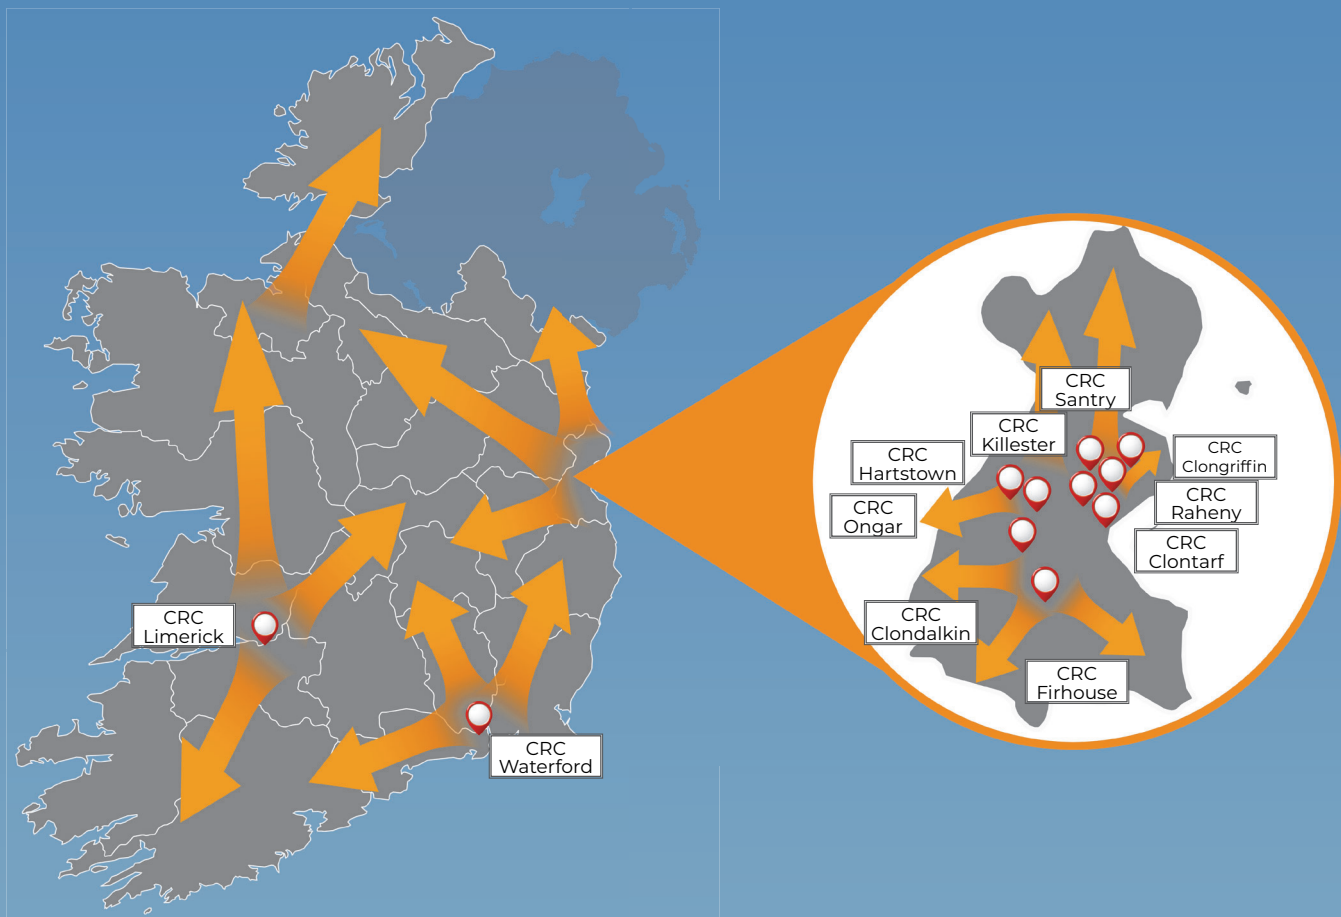 CRC
Limerick
CRC
Waterford
CRC
Santry
CRC
Killester
CRC
Hartstown
CRC
Ongar
CRC
Clongriffin
CRC
Raheny
CRC
Clontarf
CRC
Clondalkin
CRC
Firhouse